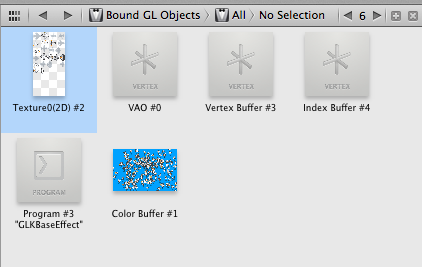 Bound GL Objects All No Selection 6
Texture0(2D) #2
VERTEX
VAO #0
VERTEX
Vertex Buffer #3
VERTEX
Index Buffer #4
PROGRAM
Program #3
"GLKBaseEffect"
Color Buffer #1